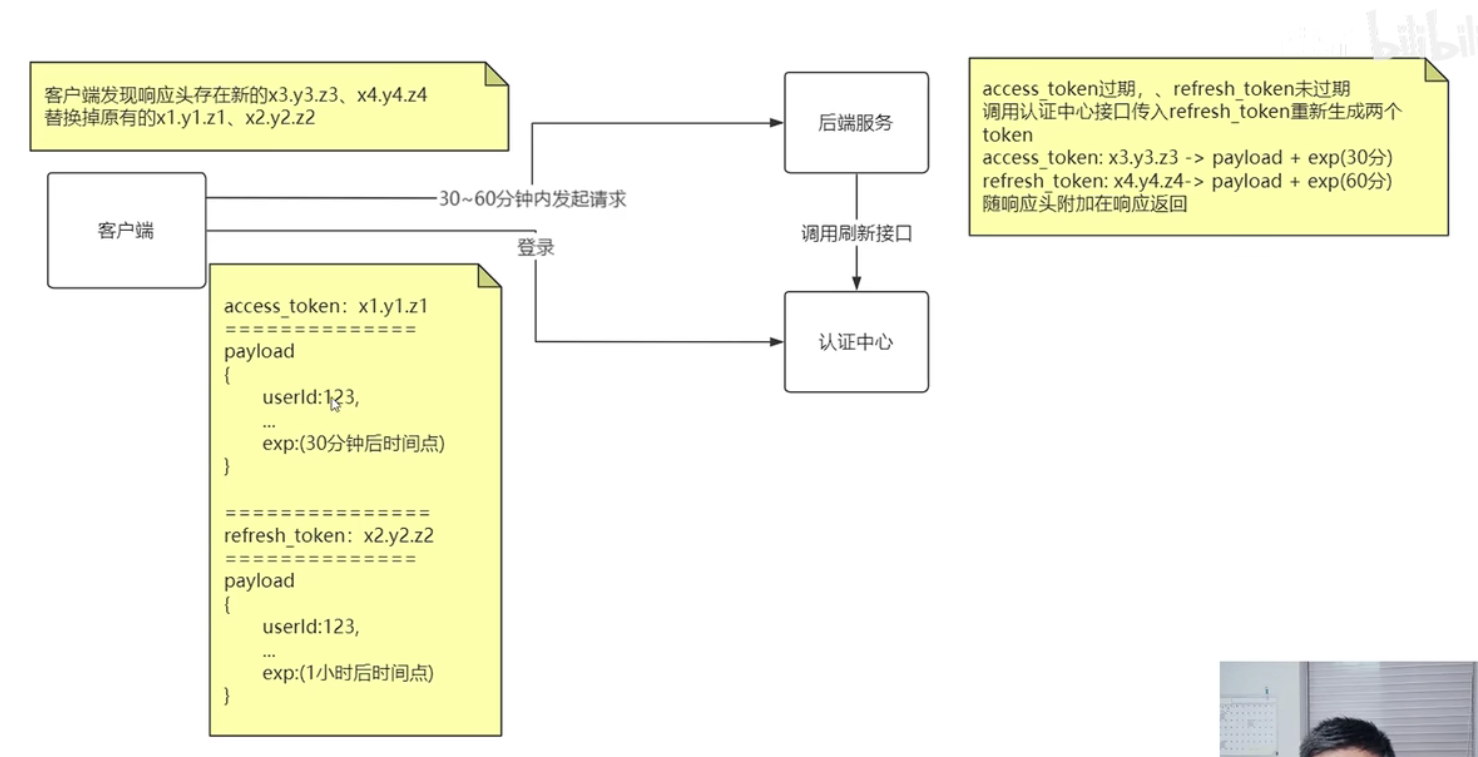 bilibili
客户端发现响应头存在新的x3.y3.z3、x4.y4.z4
替换掉原有的x1.y1.z1、x2.y2.z2
access_token过期，、refresh_token未过期
调用认证中心接口传入refresh_token重新生成两个
token
access_token: x3.y3.z3 -> payload + exp(30分)
refresh_token: x4.y4.z4-> payload + exp(60分)
随响应头附加在响应返回
后端服务
30~60分钟内发起请求
客户端
登录
调用刷新接口
认证中心
access_token：x1.y1.z1
==============
payload
{
userId:123,
...
exp:(30分钟后时间点)
}
===============
refresh_token：x2.y2.z2
==============
payload
{
userId:123,
...
exp:(1小时后时间点)
}